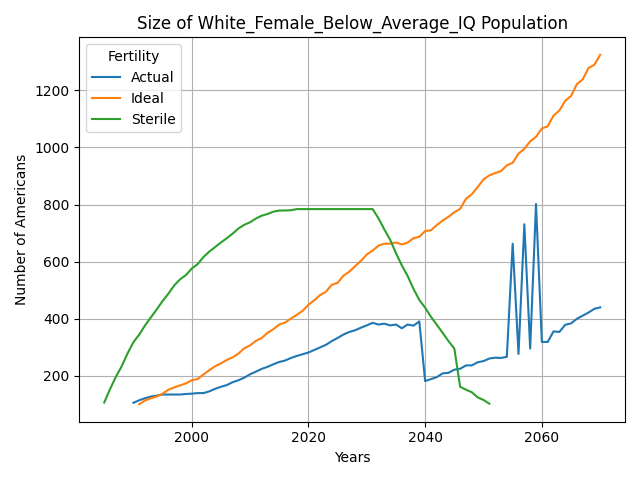 Size of White_Female_Below_Average_IQ Population
Fertility
Actual
Ideal
Sterile
Number of Americans
1200
1000
800
600
400
200
2000
2020
2040
2060
Years